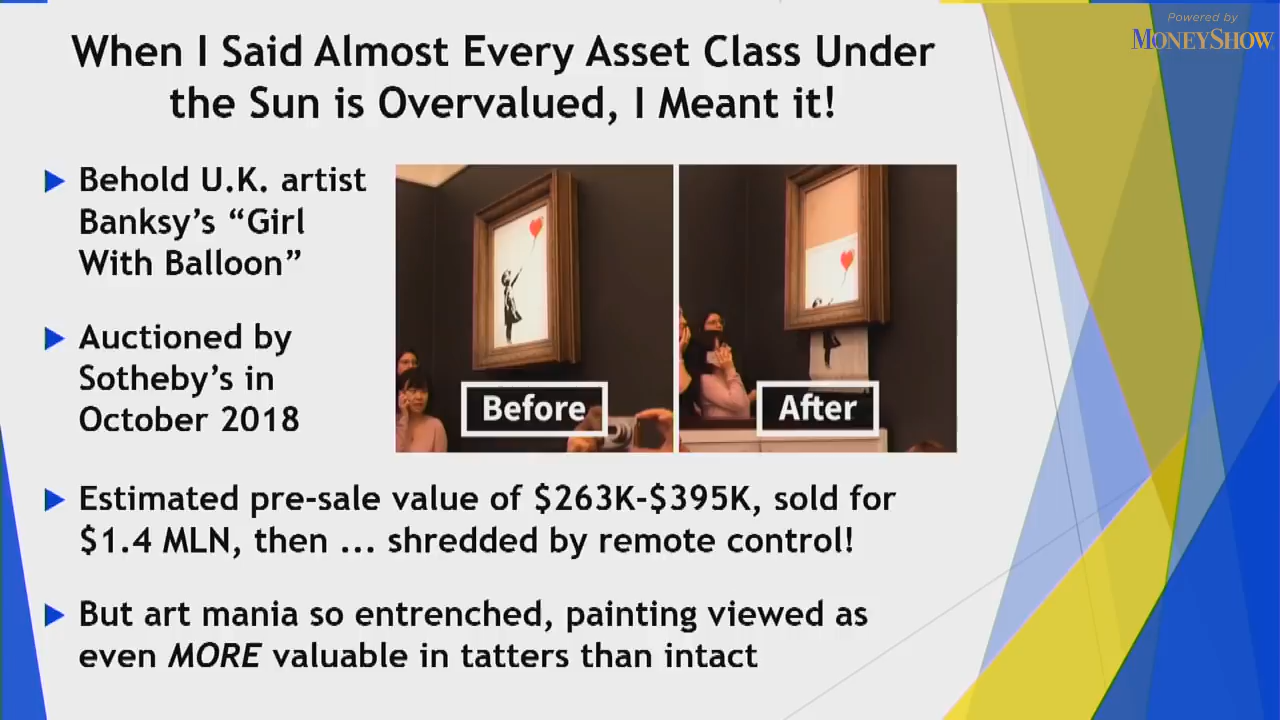 Powered by
MONEYSHOW
When I Said Almost Every Asset Class Under
the Sun is Overvalued, I Meant it!
Behold U.K. artist
Banksy's “Girl
With Balloon”
Auctioned by
Sotheby's in
October 2018
Before
After
Estimated pre-sale value of $263K-$395K, sold for
$1.4 MLN, then ... shredded by remote control!
But art mania so entrenched, painting viewed as
even MORE valuable in tatters than intact